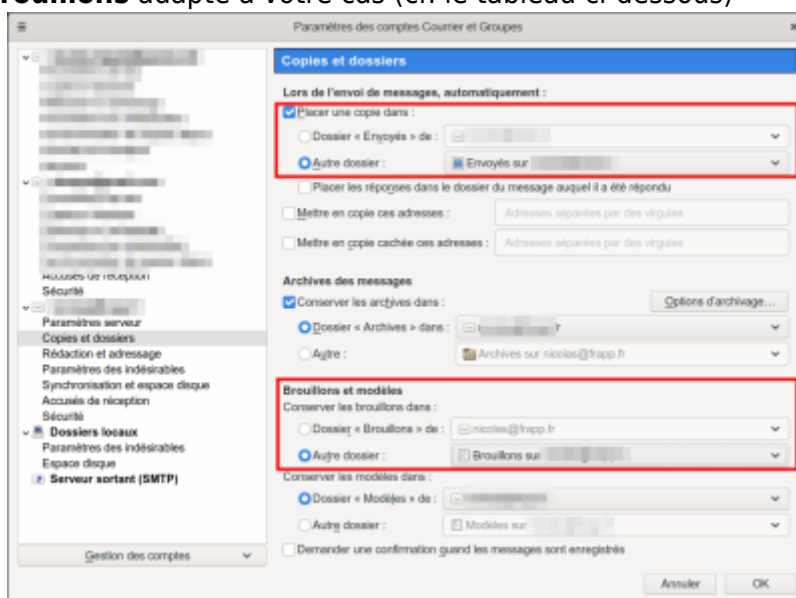 rouillons adapté à votre cas (en le tableau ci-dessous)
Paramètres des comptes Courrier et Groupes
Copies et dossiers
Lors de l'envoi de messages, automatiquement :
Placer une copie dans :
Dossier « Envoyés » de :
Autre dossier :
Envoyés sur
Placer les réponses dans le dossier du message auquel il a été répondu
Mettre en copie ces adresses :
Adresses séparées par des virgules
Mettre en copie cachée ces adresses :
Adresses séparées par des virgules
Accusés de réception
Sécurité
Paramètres serveur
Copies et dossiers
Rédaction et adressage
Paramètres des indésirables
Synchronisation et espace disque
Accusés de réception
Sécurité
Dossiers locaux
Paramètres des indésirables
Espace disque
Serveur sortant (SMTP)
Gestion des comptes
Archives des messages
Conserver les archives dans :
Options d'archivage...
Dossier « Archives » dans :
Autre :
Archives sur nicolas@frapp.fr
Brouillons et modèles
Conserver les brouillons dans :
Dossier « Brouillons » de :
nicolas@frapp.fr
Autre dossier :
Brouillons sur
Conserver les modèles dans :
Dossier « Modèles » de :
Autre dossier :
Modèles sur
Demander une confirmation quand les messages sont enregistrés
Annuler
OK